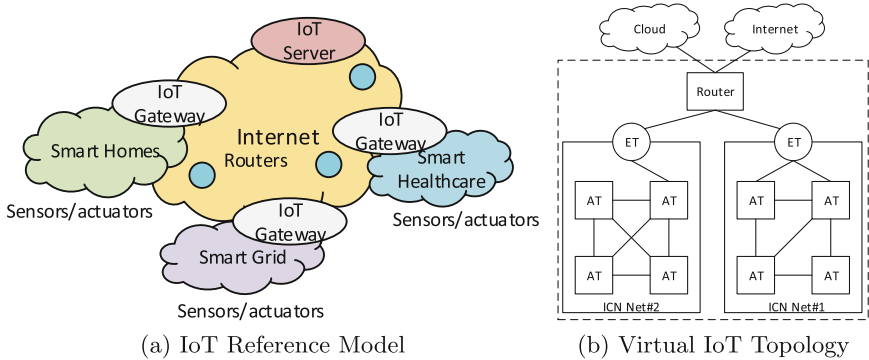 IoT
Server
IoT
Gateway
IoT
Gateway
Internet
Routers
Smart Homes
Smart
Healthcare
Sensors/actuators
Sensors/actuators
IoT
Gateway
Smart Grid
Sensors/actuators
(a) IoT Reference Model
Cloud
Internet
Router
ET
ET
AT
AT
AT
AT
AT
AT
AT
AT
ICN Net#2
ICN Net#1
(b) Virtual IoT Topology